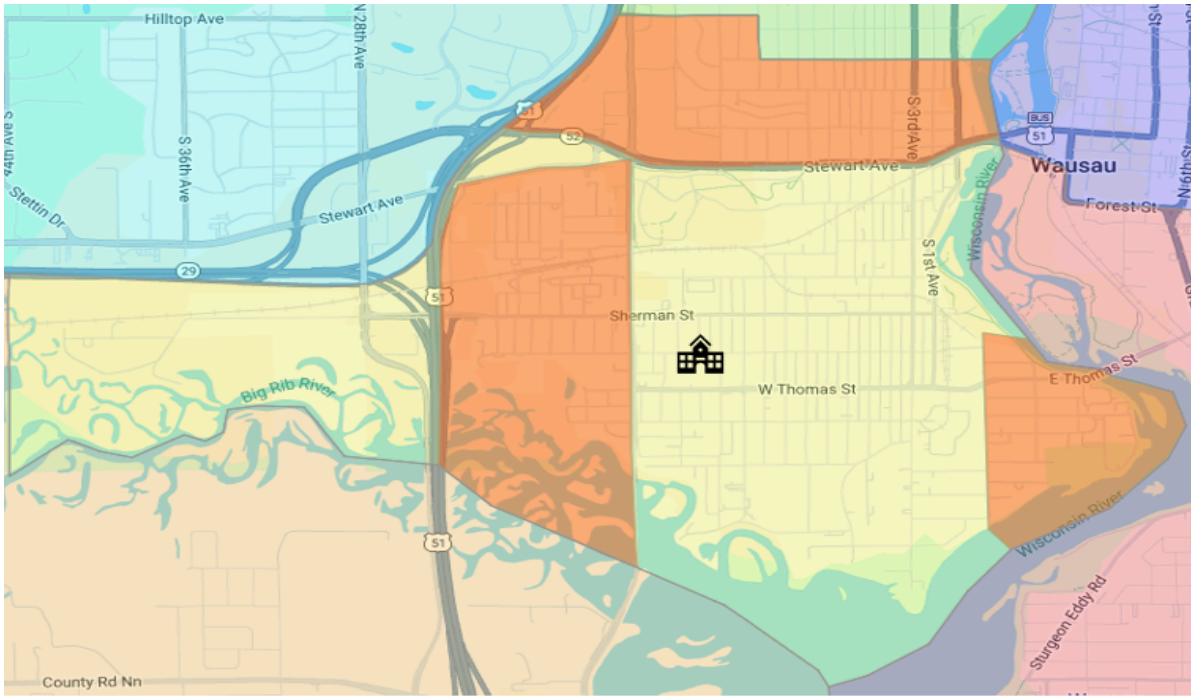 Hilltop Ave
N 28th Ave
44th Ave S
S 36th Ave
Stettin Dr
Stewart Ave
29
51
52
51
S 3rd Ave
Stewart Ave
BUS
51
Wausau
Forest St
Wisconsin River
S 1st Ave
Sherman St
W Thomas St
E Thomas St
Big Rib River
51
Wisconsin River
Sturgeon Eddy Rd
County Rd Nn